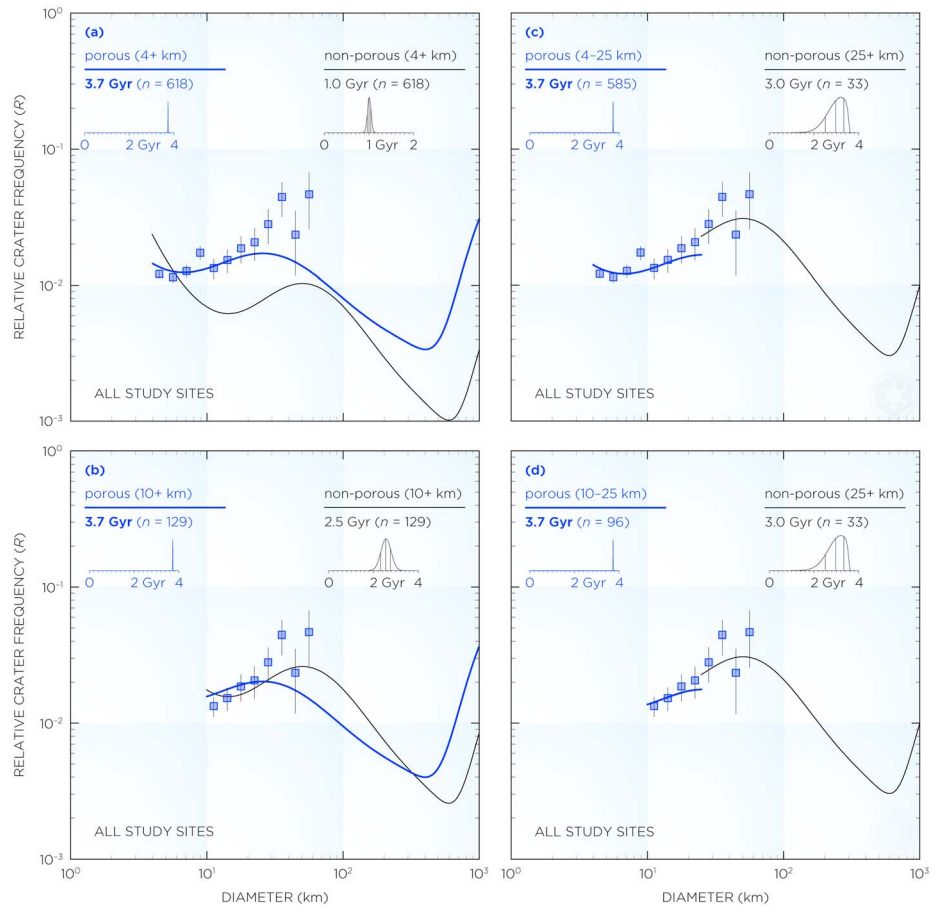 10⁰
(a)
porous (4+ km)
3.7 Gyr (n = 618)
0 2 Gyr 4
non-porous (4+ km)
1.0 Gyr (n = 618)
0 1 Gyr 2
10⁻¹
10⁻²
10⁻³
RELATIVE CRATER FREQUENCY (R)
ALL STUDY SITES
(c)
porous (4–25 km)
3.7 Gyr (n = 585)
0 2 Gyr 4
non-porous (25+ km)
3.0 Gyr (n = 33)
0 2 Gyr 4
ALL STUDY SITES
10⁰
(b)
porous (10+ km)
3.7 Gyr (n = 129)
0 2 Gyr 4
non-porous (10+ km)
2.5 Gyr (n = 129)
0 2 Gyr 4
10⁻¹
10⁻²
10⁻³
RELATIVE CRATER FREQUENCY (R)
ALL STUDY SITES
10⁰ 10¹ 10² 10³
DIAMETER (km)
(d)
porous (10–25 km)
3.7 Gyr (n = 96)
0 2 Gyr 4
non-porous (25+ km)
3.0 Gyr (n = 33)
0 2 Gyr 4
ALL STUDY SITES
10⁰ 10¹ 10² 10³
DIAMETER (km)